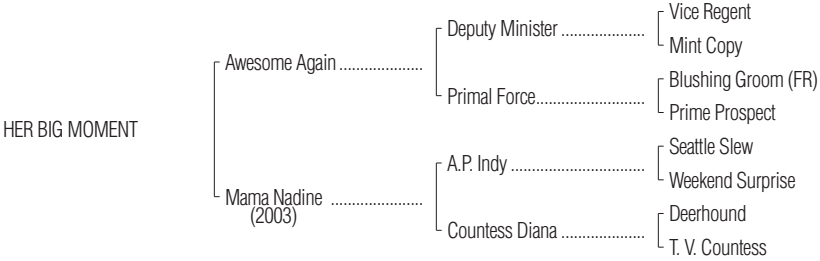 Vice Regent
Deputy Minister ........................
Mint Copy
Awesome Again ........................
Blushing Groom (FR)
Primal Force..............................
Prime Prospect
HER BIG MOMENT
Seattle Slew
A.P. Indy ......................................
Weekend Surprise
Mama Nadine ..........................
(2003)
Deerhound
Countess Diana ........................
T. V. Countess